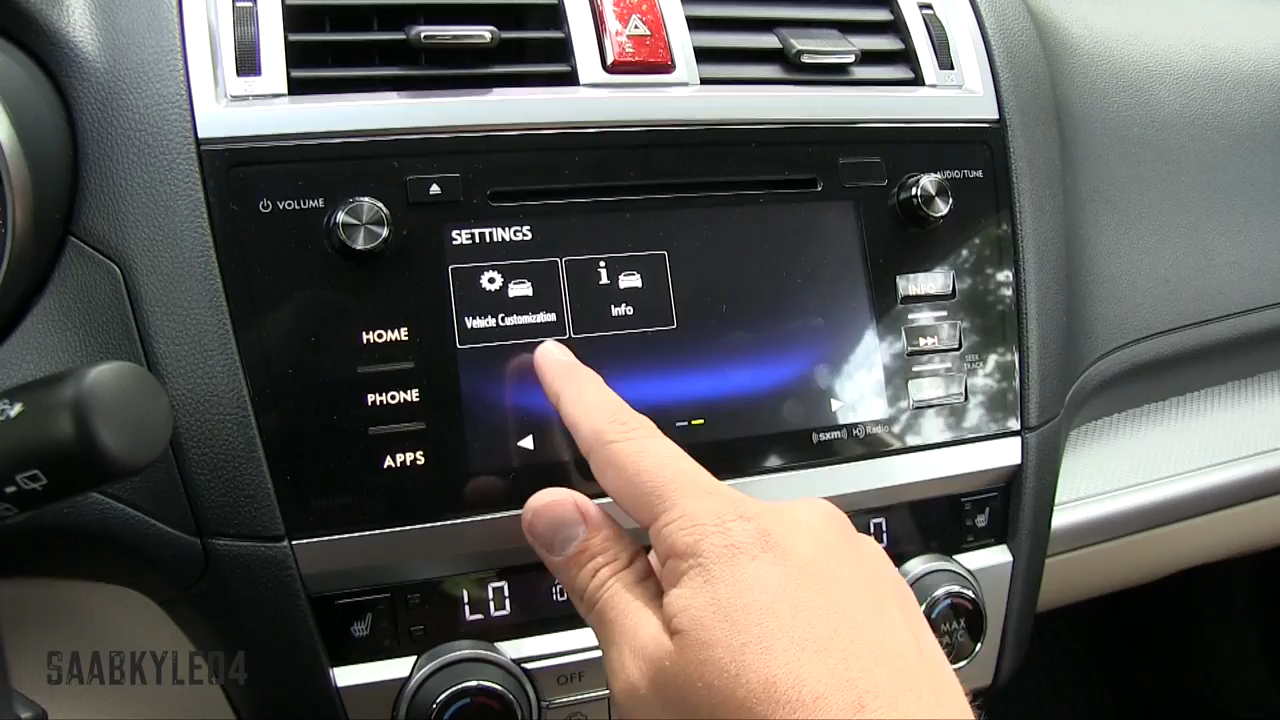 VOLUME
AUDIO/TUNE
SETTINGS
Vehicle Customization
i
Info
INFO
HOME
SEEK
TRACK
PHONE
APPS
((sxm))
HD Radio
LO
MAX
A/C
OFF
SAABKYLE04